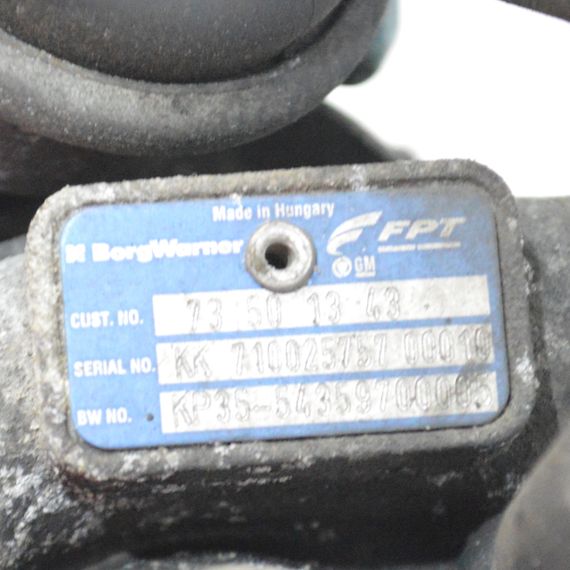 Made in Hungary
BorgWarner
FPT
GM
CUST. NO. 73 50 13 43
SERIAL NO. KK 710025757 00010
BW NO. KP35-54359700005